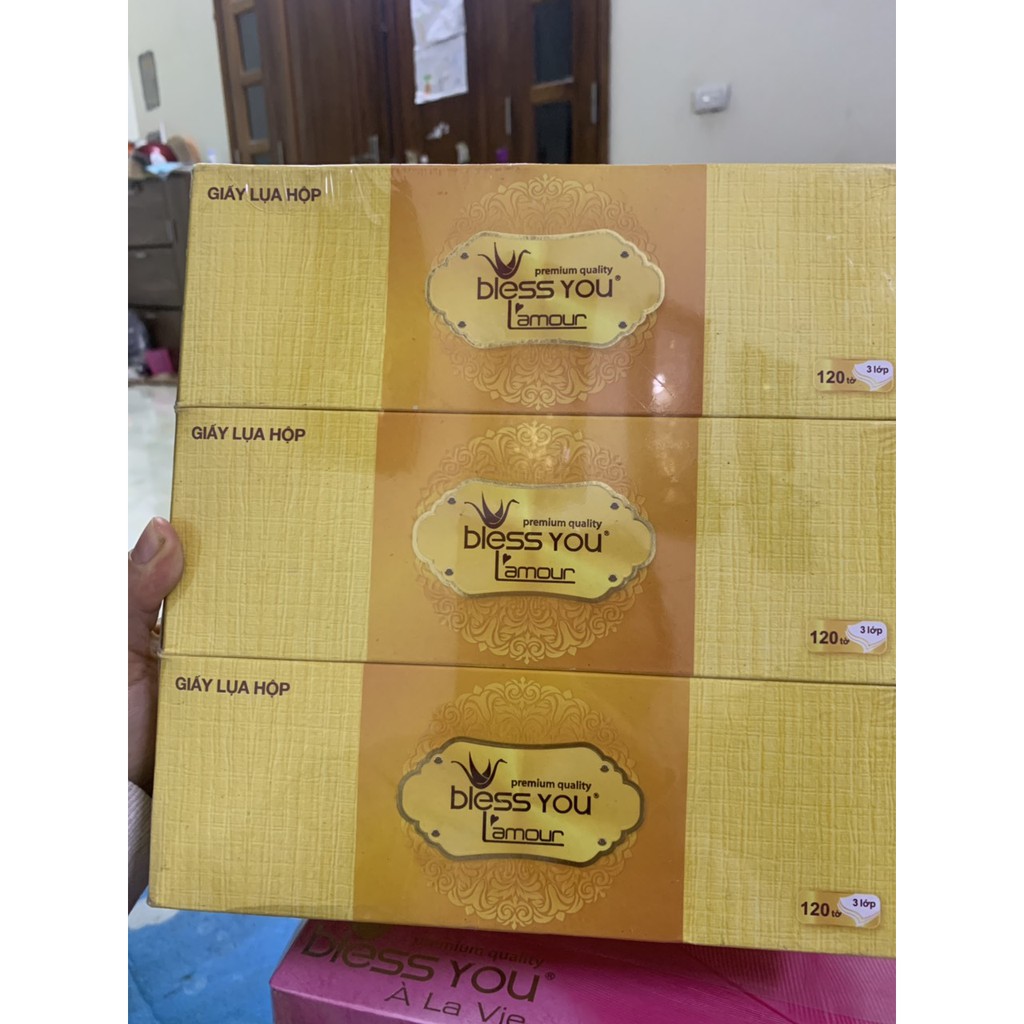 GIẤY LỤA HỘP
premium quality
bless you®
L'amour
120 tờ 3 lớp
GIẤY LỤA HỘP
premium quality
bless you®
L'amour
120 tờ 3 lớp
GIẤY LỤA HỘP
premium quality
bless you®
L'amour
120 tờ 3 lớp
premium quality
bless you®
À La Vie